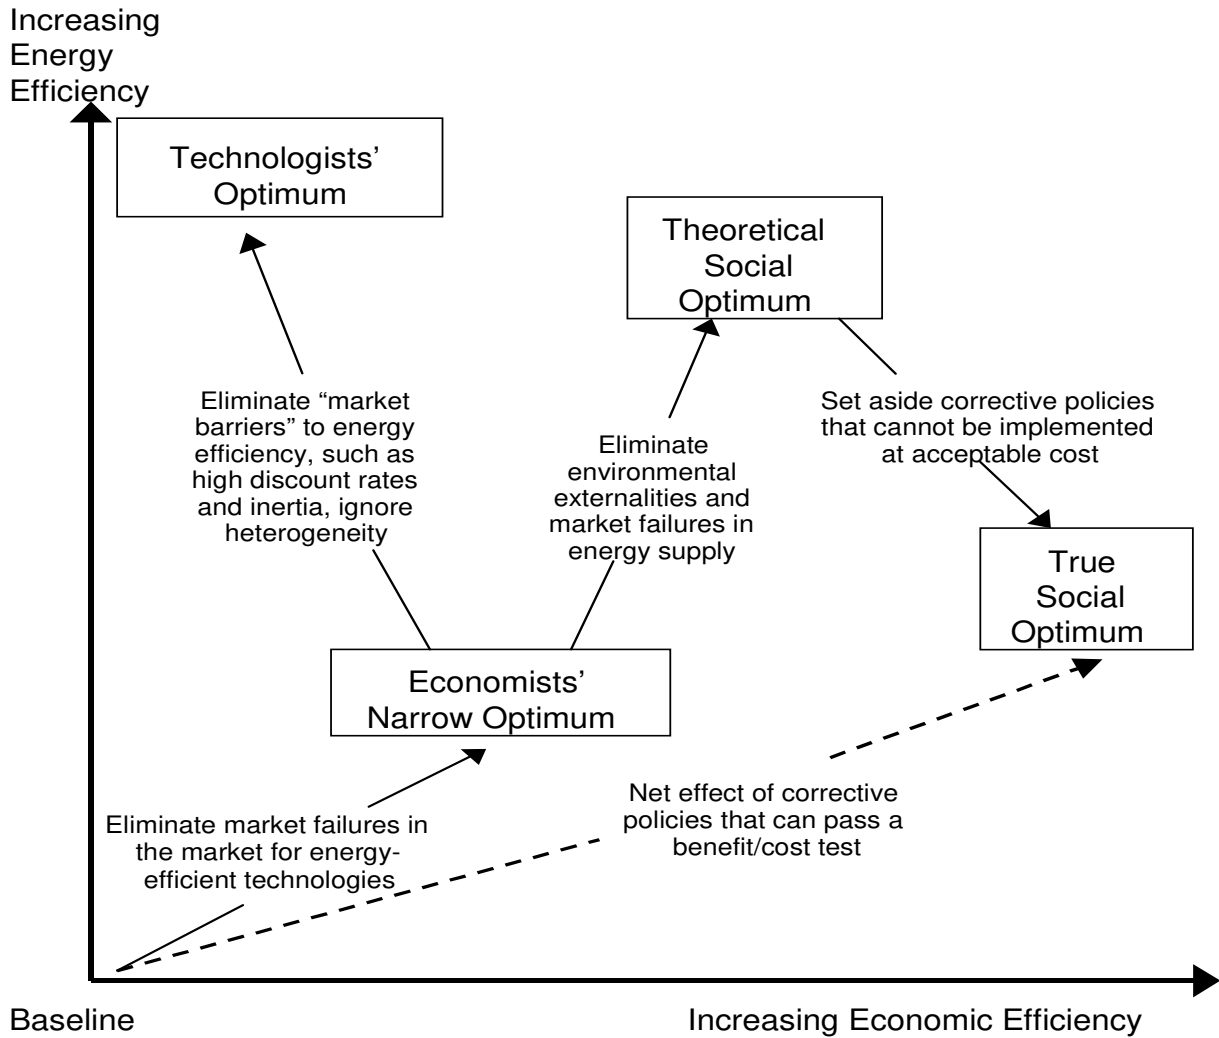 Increasing
Energy
Efficiency
Technologists’
Optimum
Theoretical
Social
Optimum
Eliminate “market
barriers” to energy
efficiency, such as
high discount rates
and inertia, ignore
heterogeneity
Eliminate
environmental
externalities and
market failures in
energy supply
Set aside corrective policies
that cannot be implemented
at acceptable cost
True
Social
Optimum
Economists’
Narrow Optimum
Eliminate market failures in
the market for energy-
efficient technologies
Net effect of corrective
policies that can pass a
benefit/cost test
Baseline
Increasing Economic Efficiency